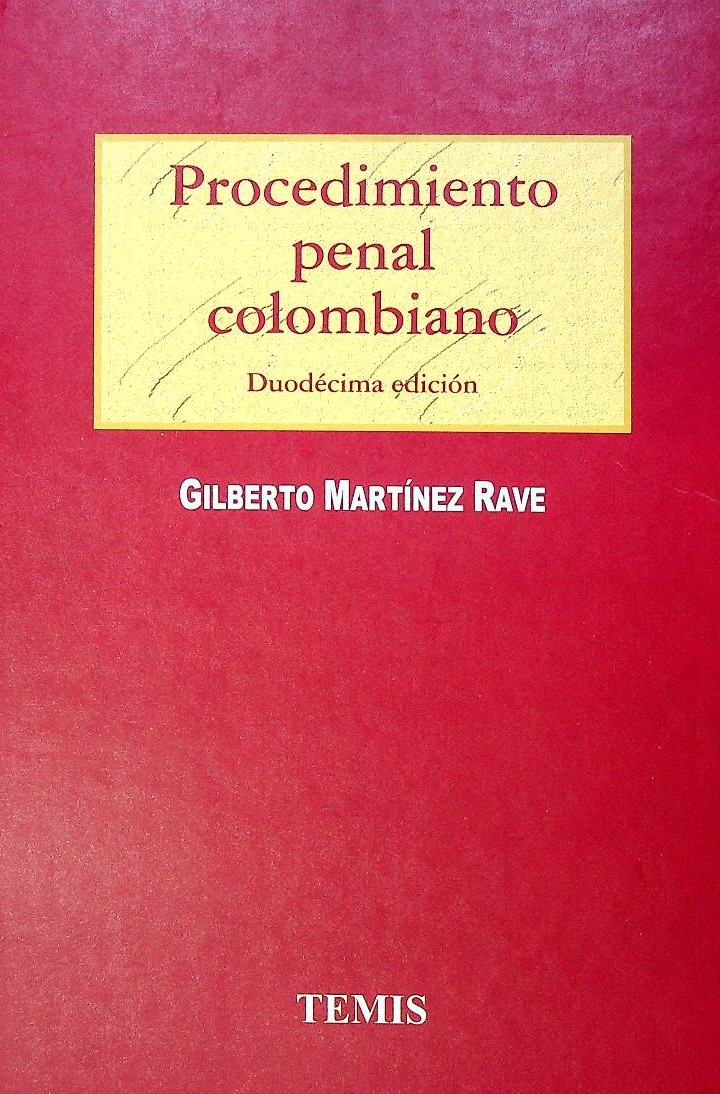 Procedimiento
penal
colombiano
Duodécima edición
GILBERTO MARTÍNEZ RAVE
TEMIS